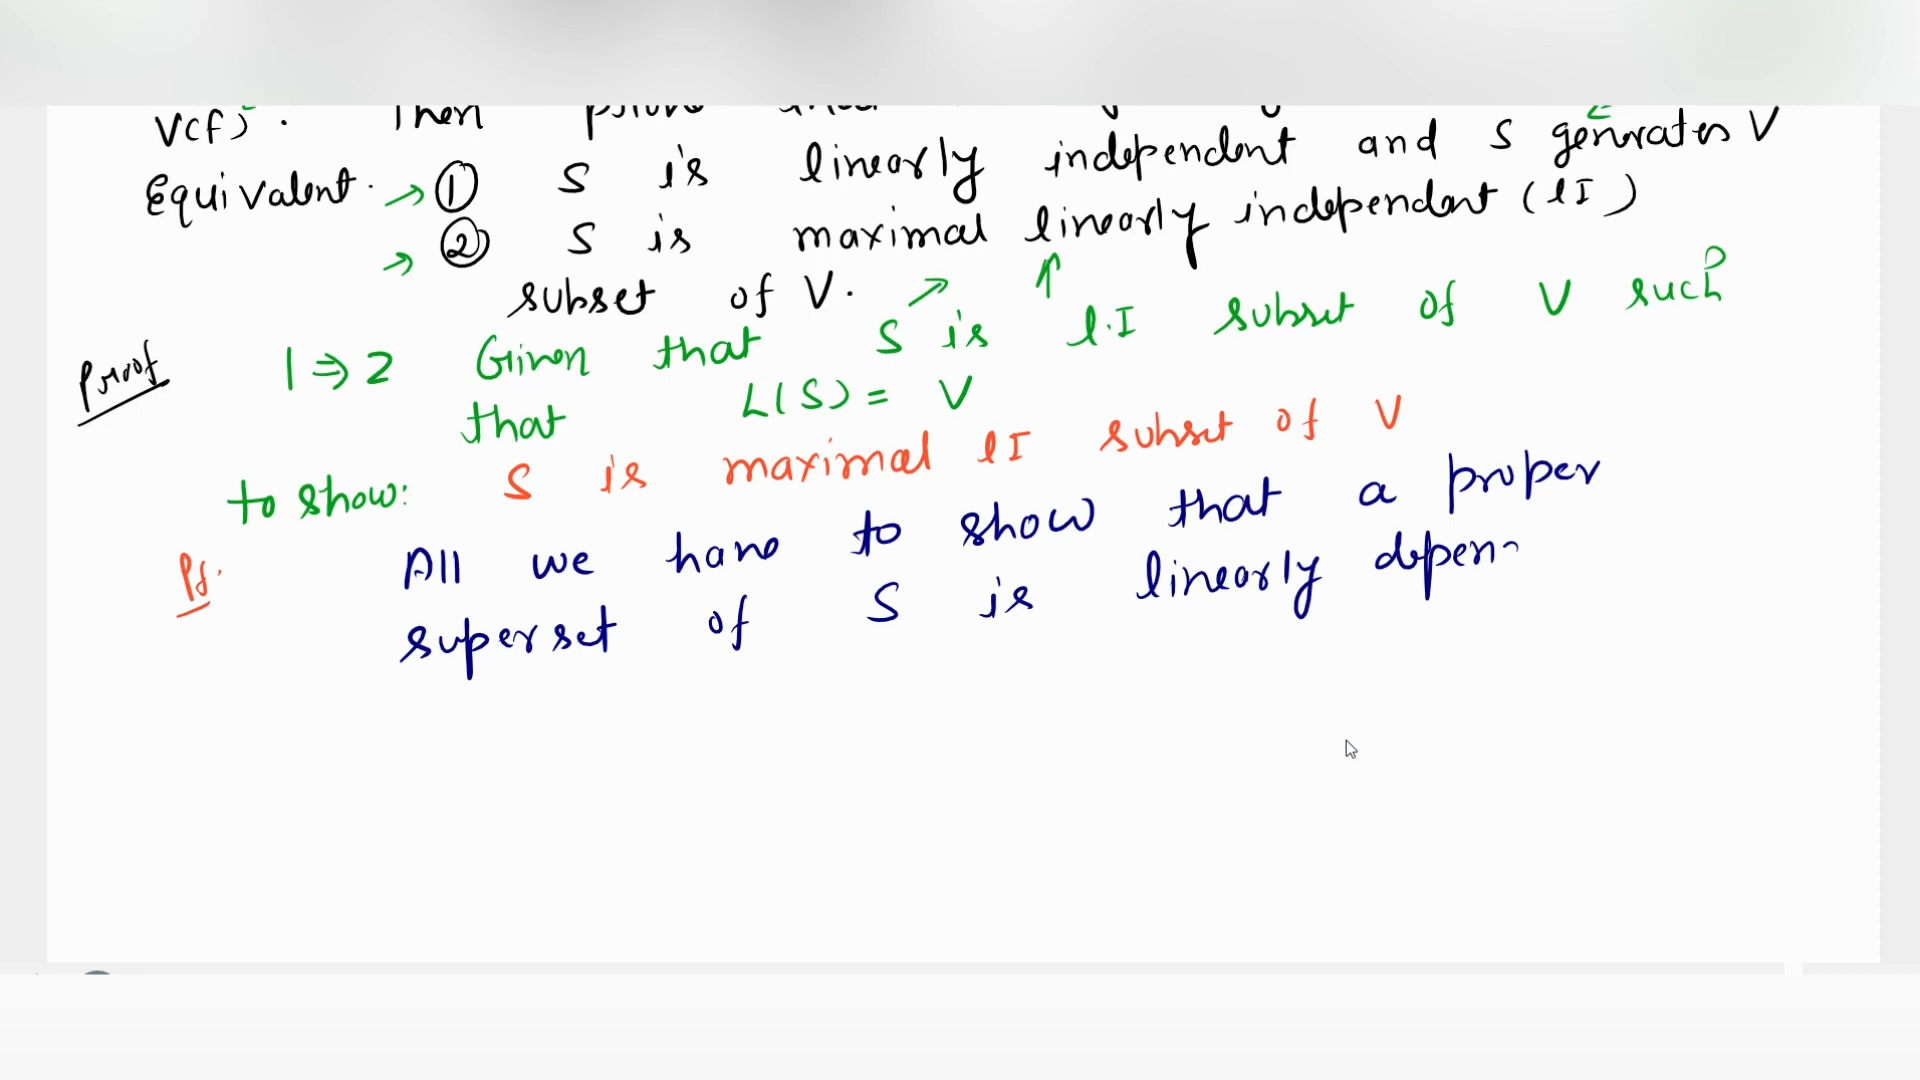 V(F). Then prove
Equivalent. → ① S is linearly independent and S generates V
→ ② S is maximal linearly independent (lI)
subset of V.
Proof 1 ⇒ 2 Given that S is l.I subset of V such
that L(S) = V
to show: S is maximal lI subset of V
Pf. All we have to show that a proper
superset of S is linearly depen